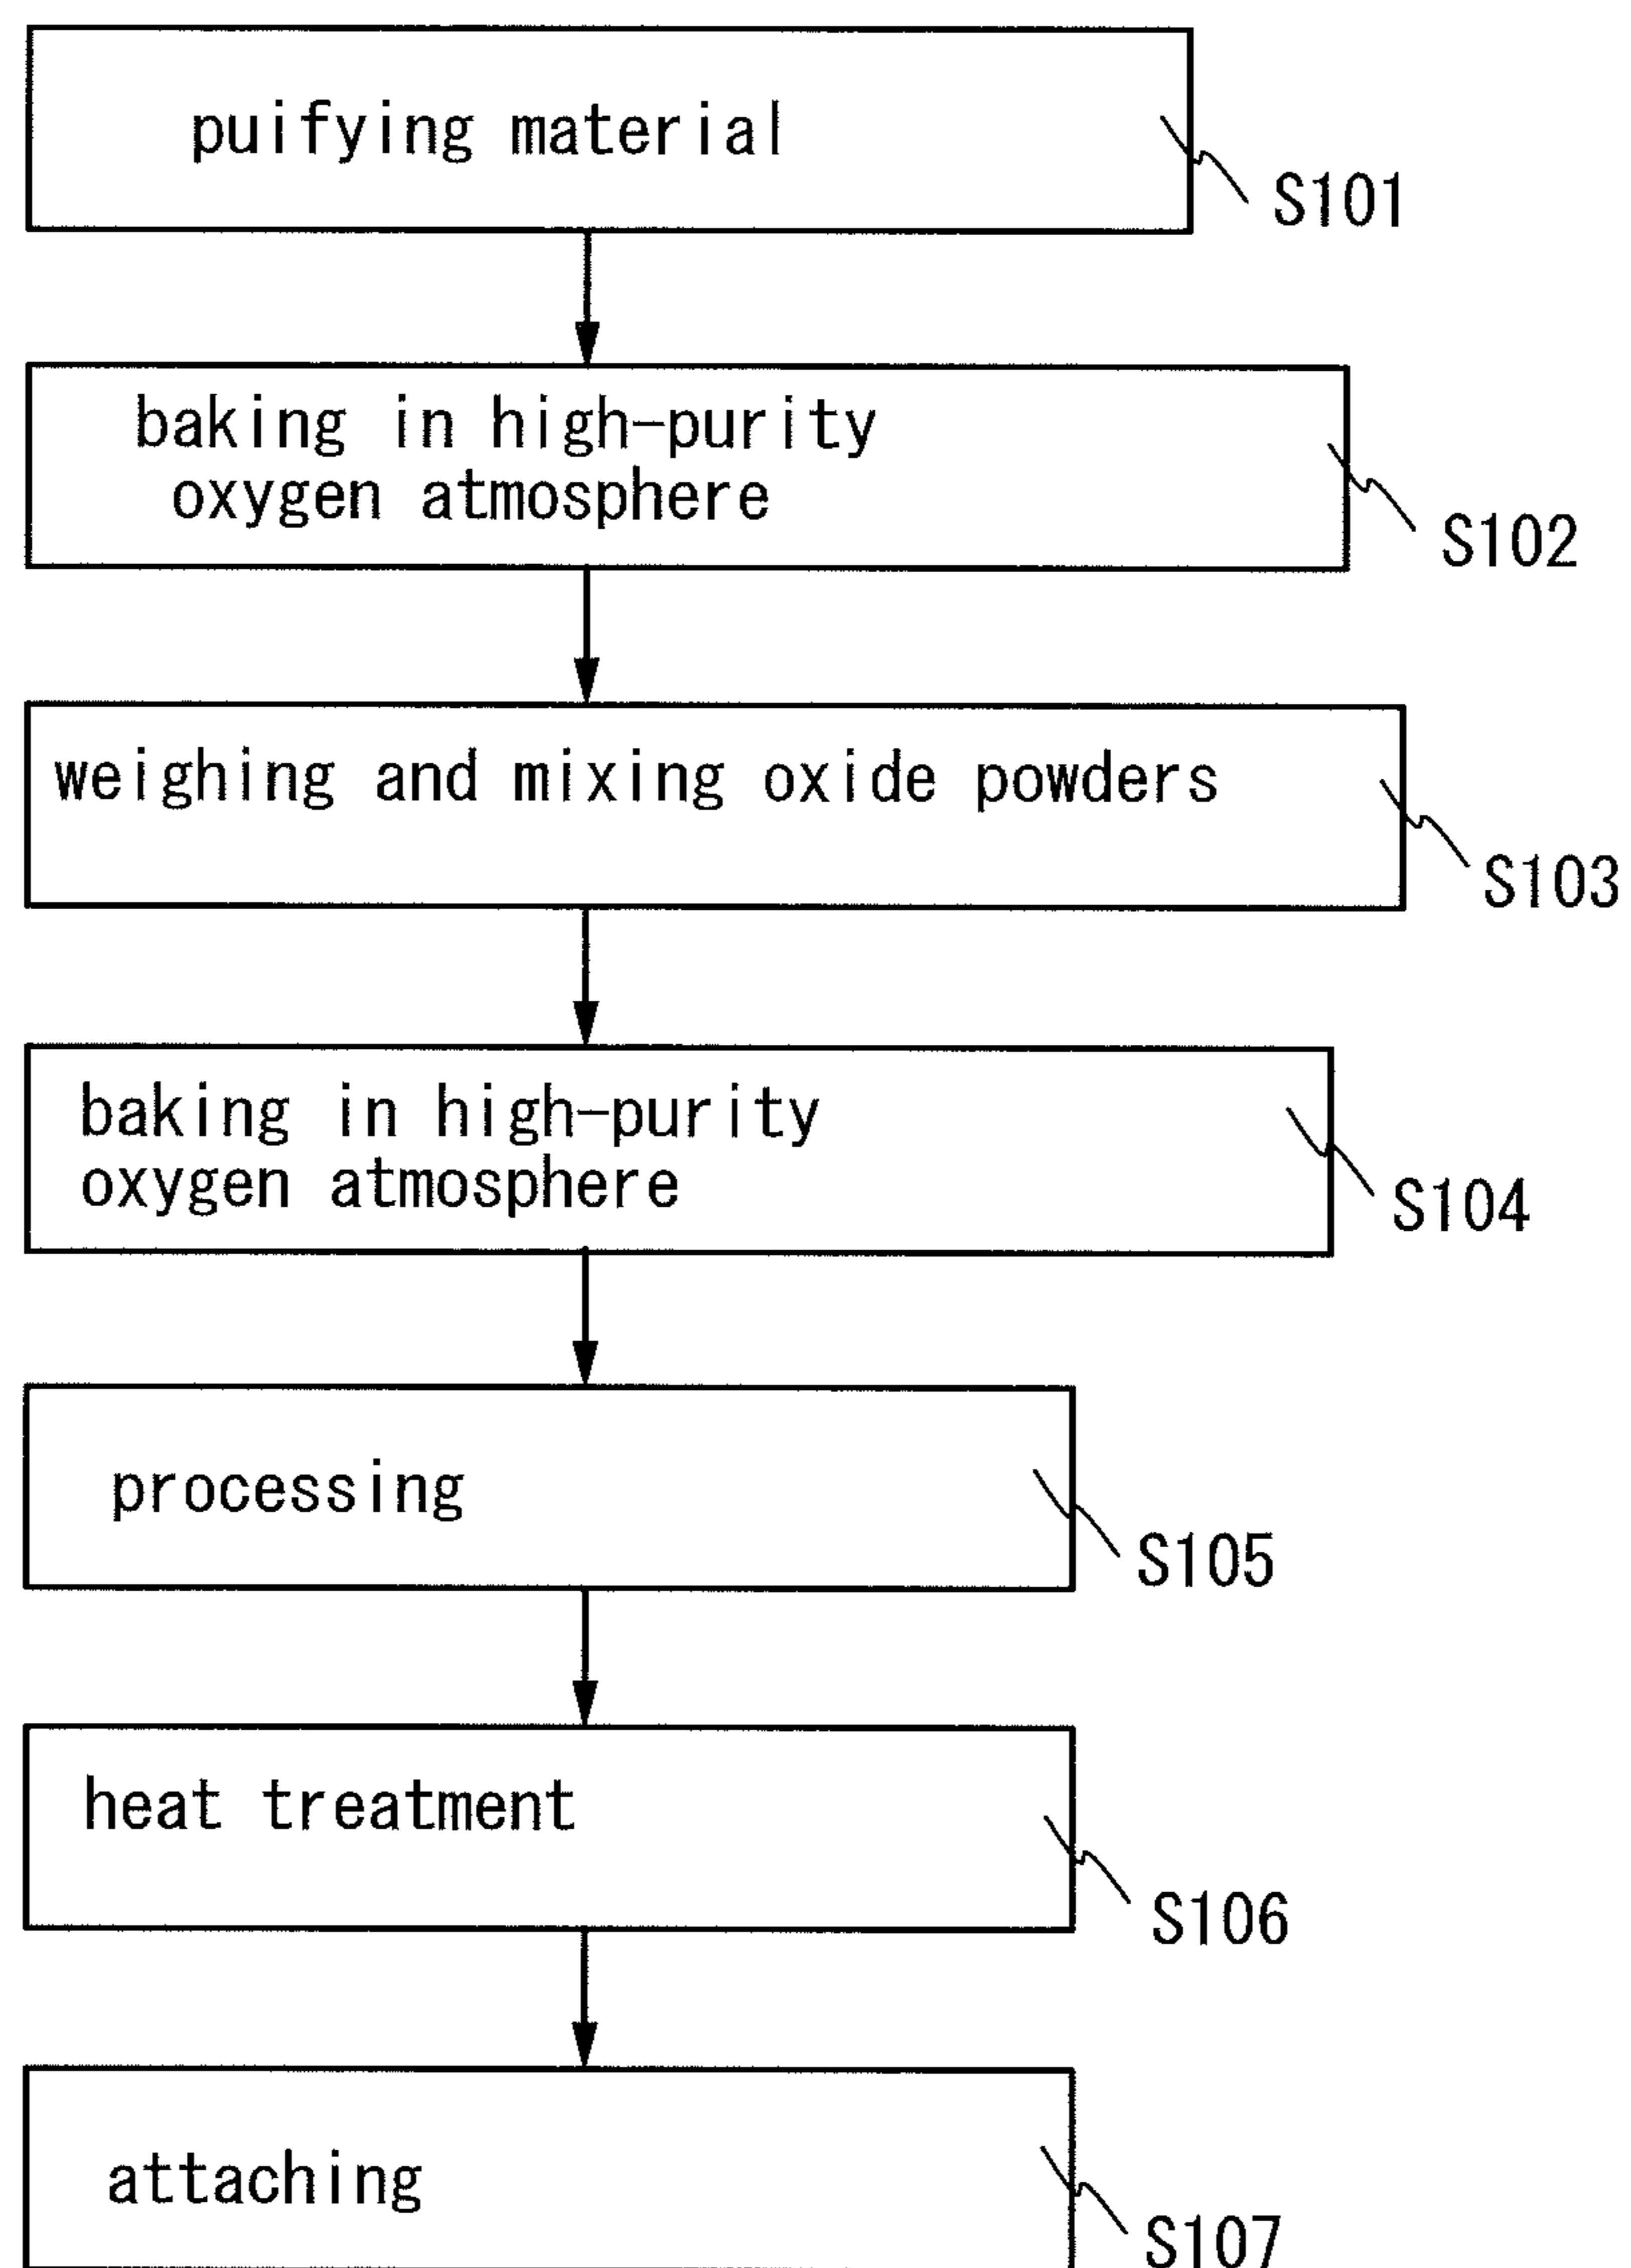 puifying material
S101
baking in high-purity
oxygen atmosphere
S102
weighing and mixing oxide powders
S103
baking in high-purity
oxygen atmosphere
S104
processing
S105
heat treatment
S106
attaching
S107